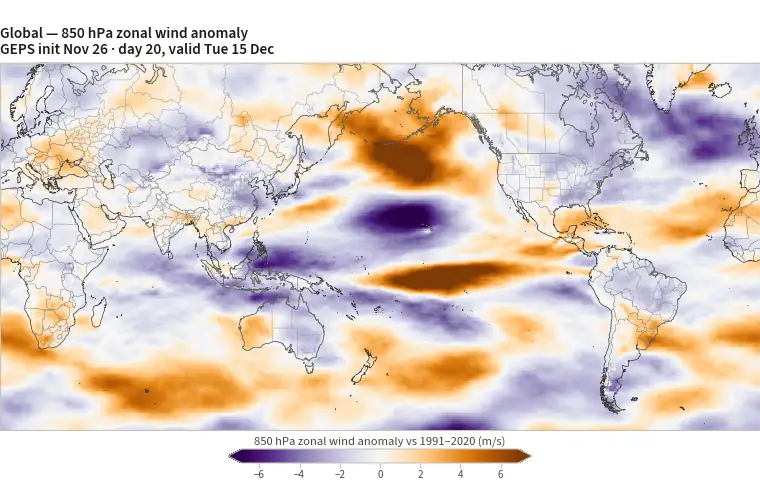 Global — 850 hPa zonal wind anomaly
GEPS init Nov 26 · day 20, valid Tue 15 Dec
850 hPa zonal wind anomaly vs 1991–2020 (m/s)
−6 −4 −2 0 2 4 6